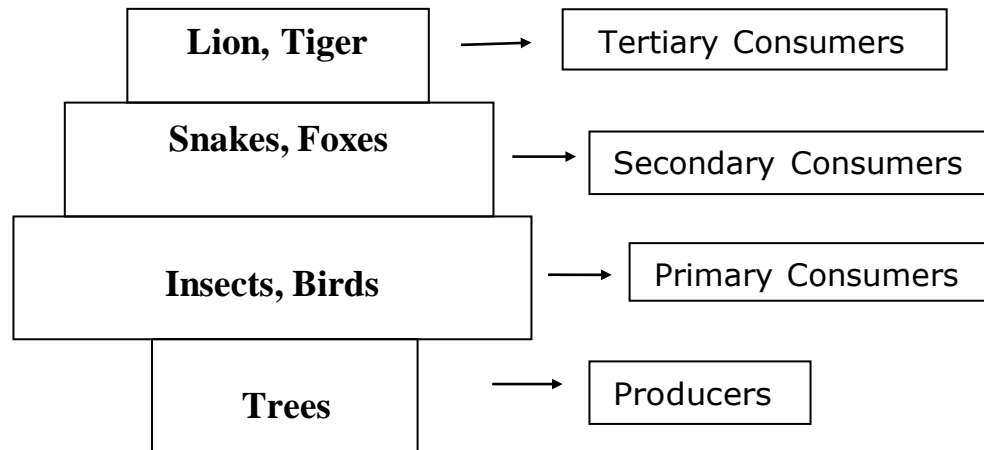 Lion, Tiger
Tertiary Consumers
Snakes, Foxes
Secondary Consumers
Insects, Birds
Primary Consumers
Trees
Producers